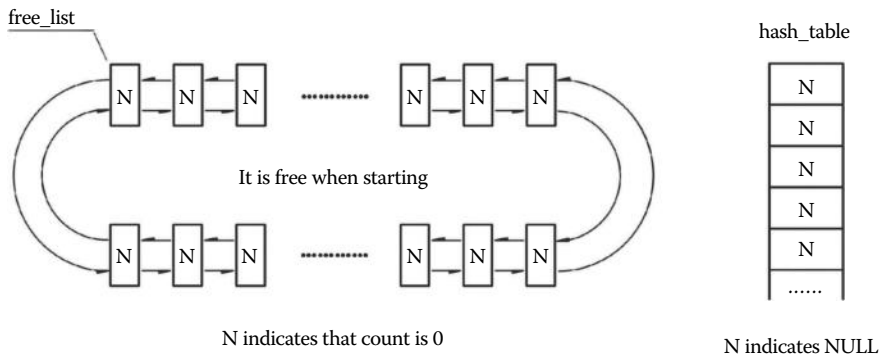 free_list
hash_table
N N N ............ N N N
N
N
N
It is free when starting
N
N
N N N ............ N N N
......
N indicates that count is 0
N indicates NULL